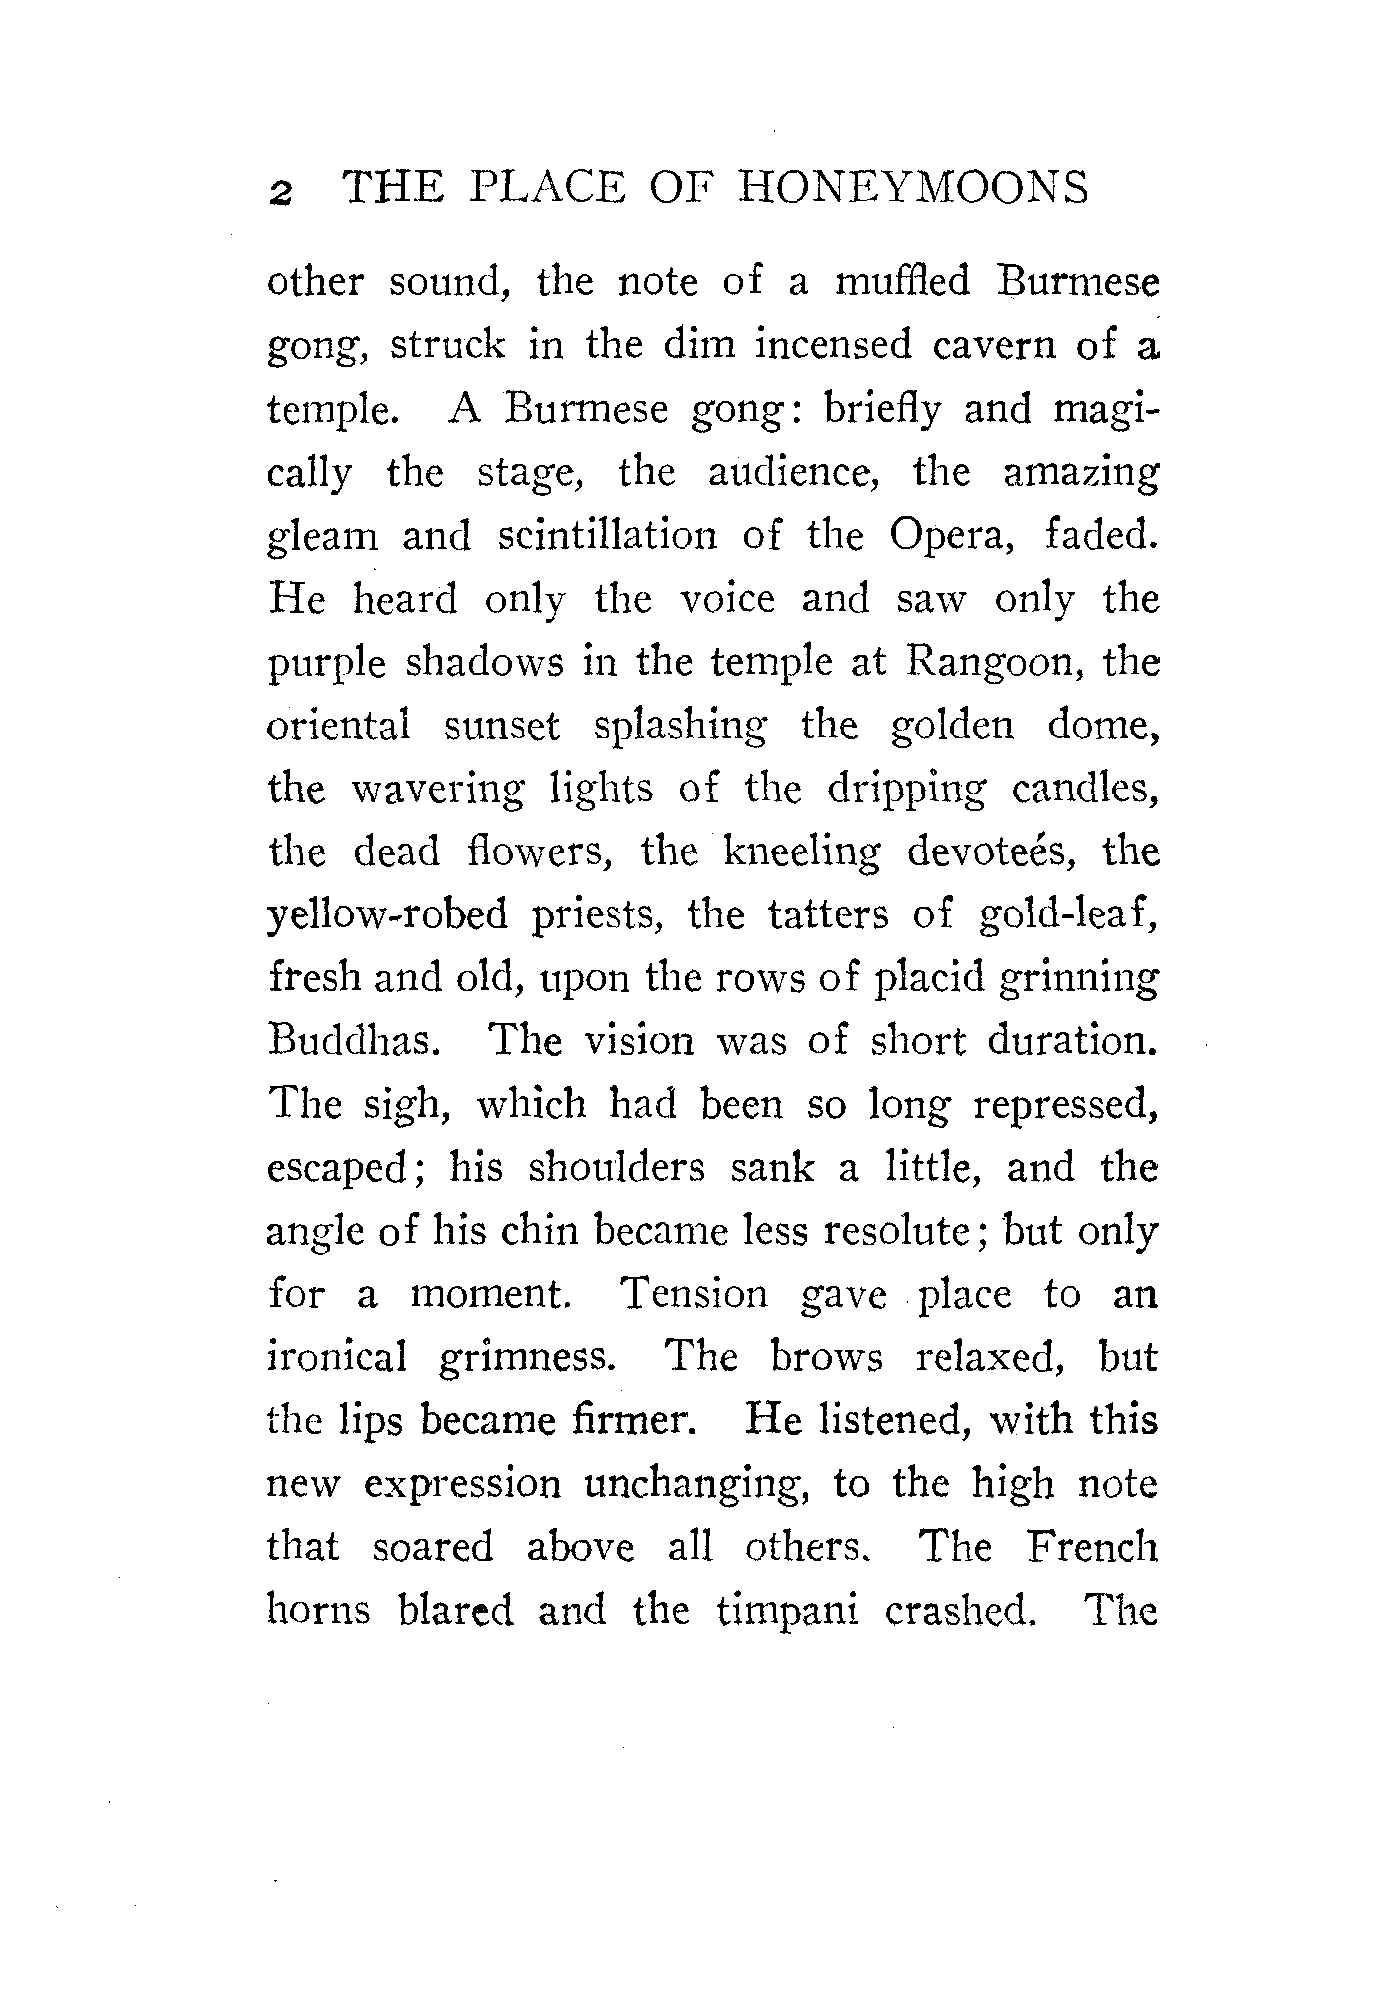 2 THE PLACE OF HONEYMOONS
other sound, the note of a muffled Burmese
gong, struck in the dim incensed cavern of a
temple. A Burmese gong: briefly and magi-
cally the stage, the audience, the amazing
gleam and scintillation of the Opera, faded.
He heard only the voice and saw only the
purple shadows in the temple at Rangoon, the
oriental sunset splashing the golden dome,
the wavering lights of the dripping candles,
the dead flowers, the kneeling devoteés, the
yellow-robed priests, the tatters of gold-leaf,
fresh and old, upon the rows of placid grinning
Buddhas. The vision was of short duration.
The sigh, which had been so long repressed,
escaped; his shoulders sank a little, and the
angle of his chin became less resolute; but only
for a moment. Tension gave place to an
ironical grimness. The brows relaxed, but
the lips became firmer. He listened, with this
new expression unchanging, to the high note
that soared above all others. The French
horns blared and the timpani crashed. The